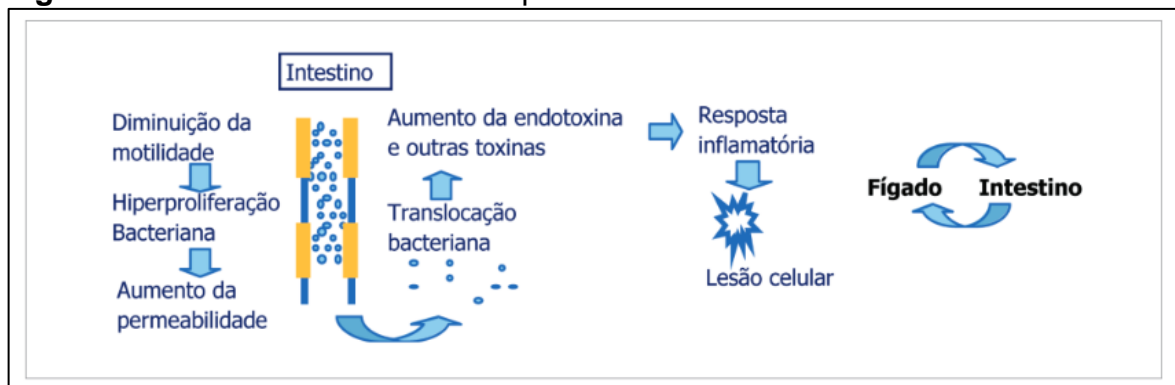 Intestino
Diminuição da
motilidade
Hiperproliferação
Bacteriana
Aumento da
permeabilidade
Aumento da endotoxina
e outras toxinas
Translocação
bacteriana
Resposta
inflamatória
Lesão celular
Fígado
Intestino